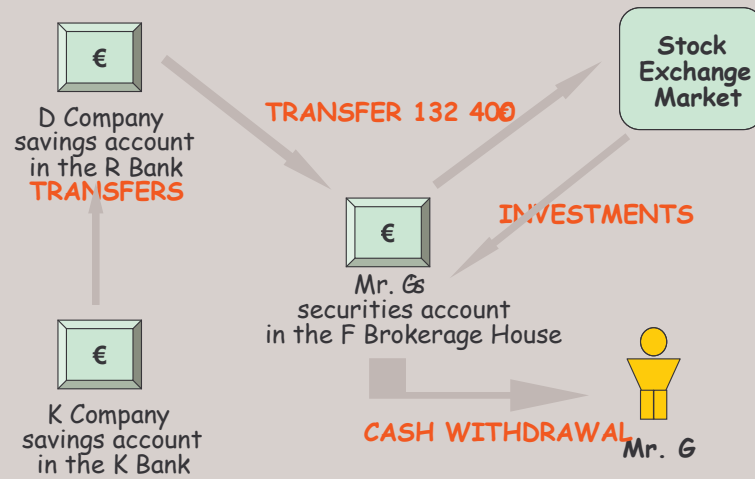 €
D Company
savings account
in the R Bank
TRANSFERS
TRANSFER 132 400€
Stock
Exchange
Market
€
INVESTMENTS
Mr. Gs
securities account
in the F Brokerage House
€
K Company
savings account
in the K Bank
CASH WITHDRAWAL
Mr. G